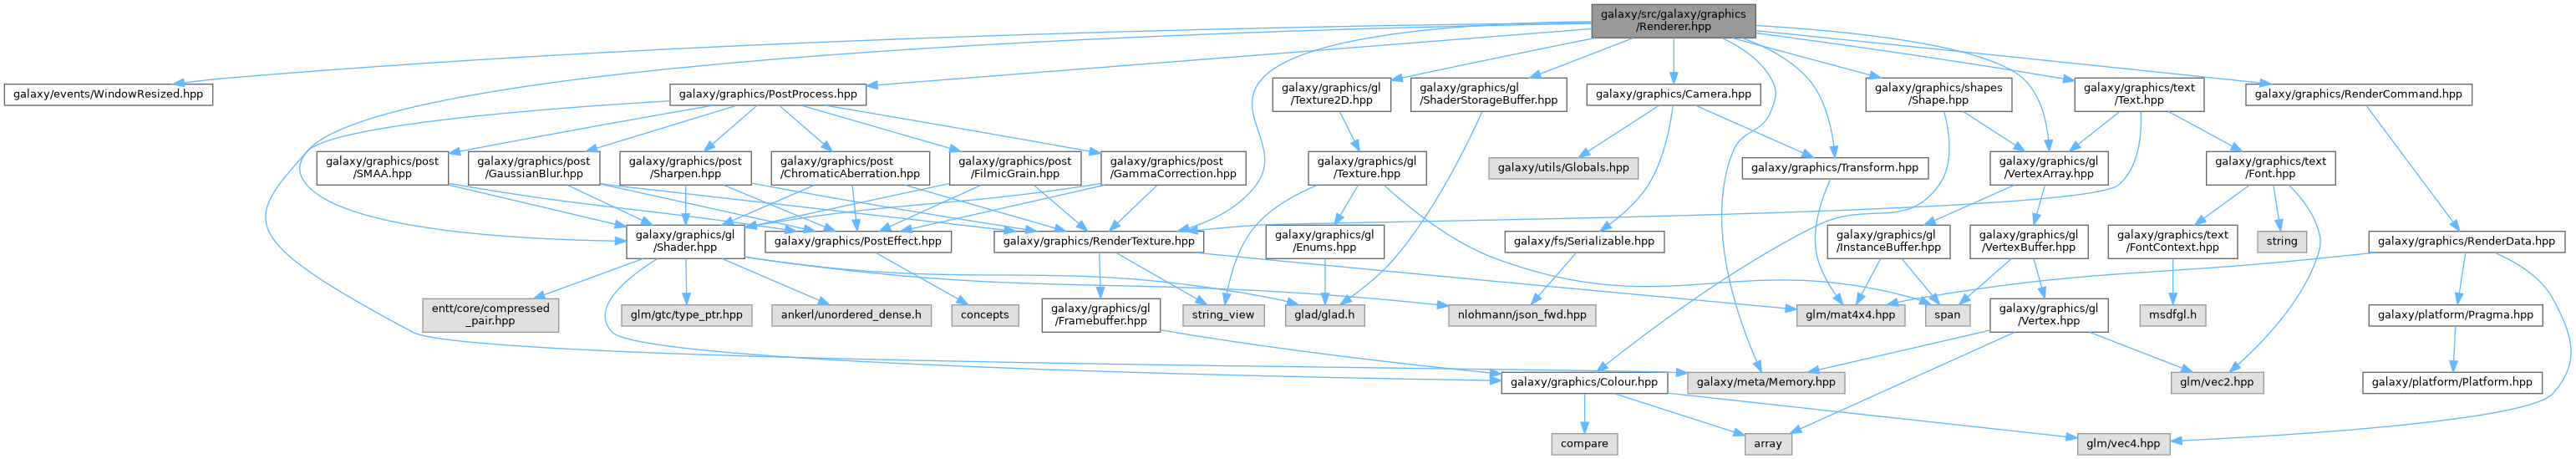 galaxy/src/galaxy/graphics
/Renderer.hpp
galaxy/events/WindowResized.hpp
galaxy/graphics/PostProcess.hpp
galaxy/graphics/gl
/Texture2D.hpp
galaxy/graphics/gl
/ShaderStorageBuffer.hpp
galaxy/graphics/Camera.hpp
galaxy/graphics/shapes
/Shape.hpp
galaxy/graphics/text
/Text.hpp
galaxy/graphics/RenderCommand.hpp
galaxy/graphics/post
/SMAA.hpp
galaxy/graphics/post
/GaussianBlur.hpp
galaxy/graphics/post
/Sharpen.hpp
galaxy/graphics/post
/ChromaticAberration.hpp
galaxy/graphics/post
/FilmicGrain.hpp
galaxy/graphics/post
/GammaCorrection.hpp
galaxy/graphics/gl
/Texture.hpp
galaxy/utils/Globals.hpp
galaxy/graphics/Transform.hpp
galaxy/graphics/gl
/VertexArray.hpp
galaxy/graphics/text
/Font.hpp
galaxy/graphics/gl
/Shader.hpp
galaxy/graphics/PostEffect.hpp
galaxy/graphics/RenderTexture.hpp
galaxy/graphics/gl
/Enums.hpp
galaxy/fs/Serializable.hpp
galaxy/graphics/gl
/InstanceBuffer.hpp
galaxy/graphics/gl
/VertexBuffer.hpp
galaxy/graphics/text
/FontContext.hpp
string
galaxy/graphics/RenderData.hpp
entt/core/compressed
_pair.hpp
glm/gtc/type_ptr.hpp
ankerl/unordered_dense.h
concepts
galaxy/graphics/gl
/Framebuffer.hpp
string_view
glad/glad.h
nlohmann/json_fwd.hpp
glm/mat4x4.hpp
span
galaxy/graphics/gl
/Vertex.hpp
msdfgl.h
galaxy/platform/Pragma.hpp
galaxy/graphics/Colour.hpp
galaxy/meta/Memory.hpp
glm/vec2.hpp
galaxy/platform/Platform.hpp
compare
array
glm/vec4.hpp